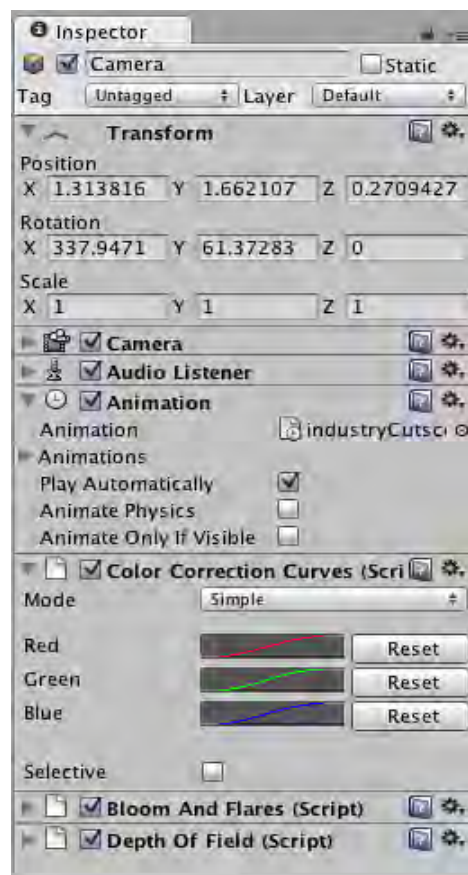 Inspector
Camera Static
Tag Untagged Layer Default
Transform
Position
X 1.313816 Y 1.662107 Z 0.2709427
Rotation
X 337.9471 Y 61.37283 Z 0
Scale
X 1 Y 1 Z 1
Camera
Audio Listener
Animation
Animation industryCutsc
Animations
Play Automatically
Animate Physics
Animate Only If Visible
Color Correction Curves (Scri
Mode Simple
Red Reset
Green Reset
Blue Reset
Selective
Bloom And Flares (Script)
Depth Of Field (Script)